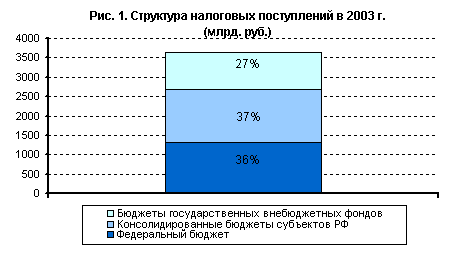 Рис. 1. Структура налоговых поступлений в 2003 г.
(млрд. руб.)
4000
3500
3000
2500
2000
1500
1000
500
0
27%
37%
36%
Бюджеты государственных внебюджетных фондов
Консолидированные бюджеты субъектов РФ
Федеральный бюджет